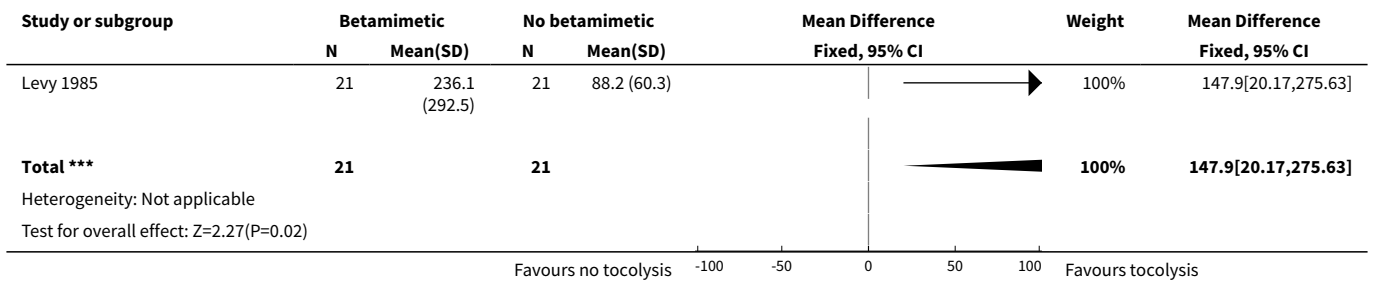 Study or subgroup Betamimetic No betamimetic Mean Difference Weight Mean Difference
N Mean(SD) N Mean(SD) Fixed, 95% CI Fixed, 95% CI
Levy 1985 21 236.1 21 88.2 (60.3) 100% 147.9[20.17,275.63]
(292.5)
Total *** 21 21 100% 147.9[20.17,275.63]
Heterogeneity: Not applicable
Test for overall effect: Z=2.27(P=0.02)
Favours no tocolysis -100 -50 0 50 100 Favours tocolysis